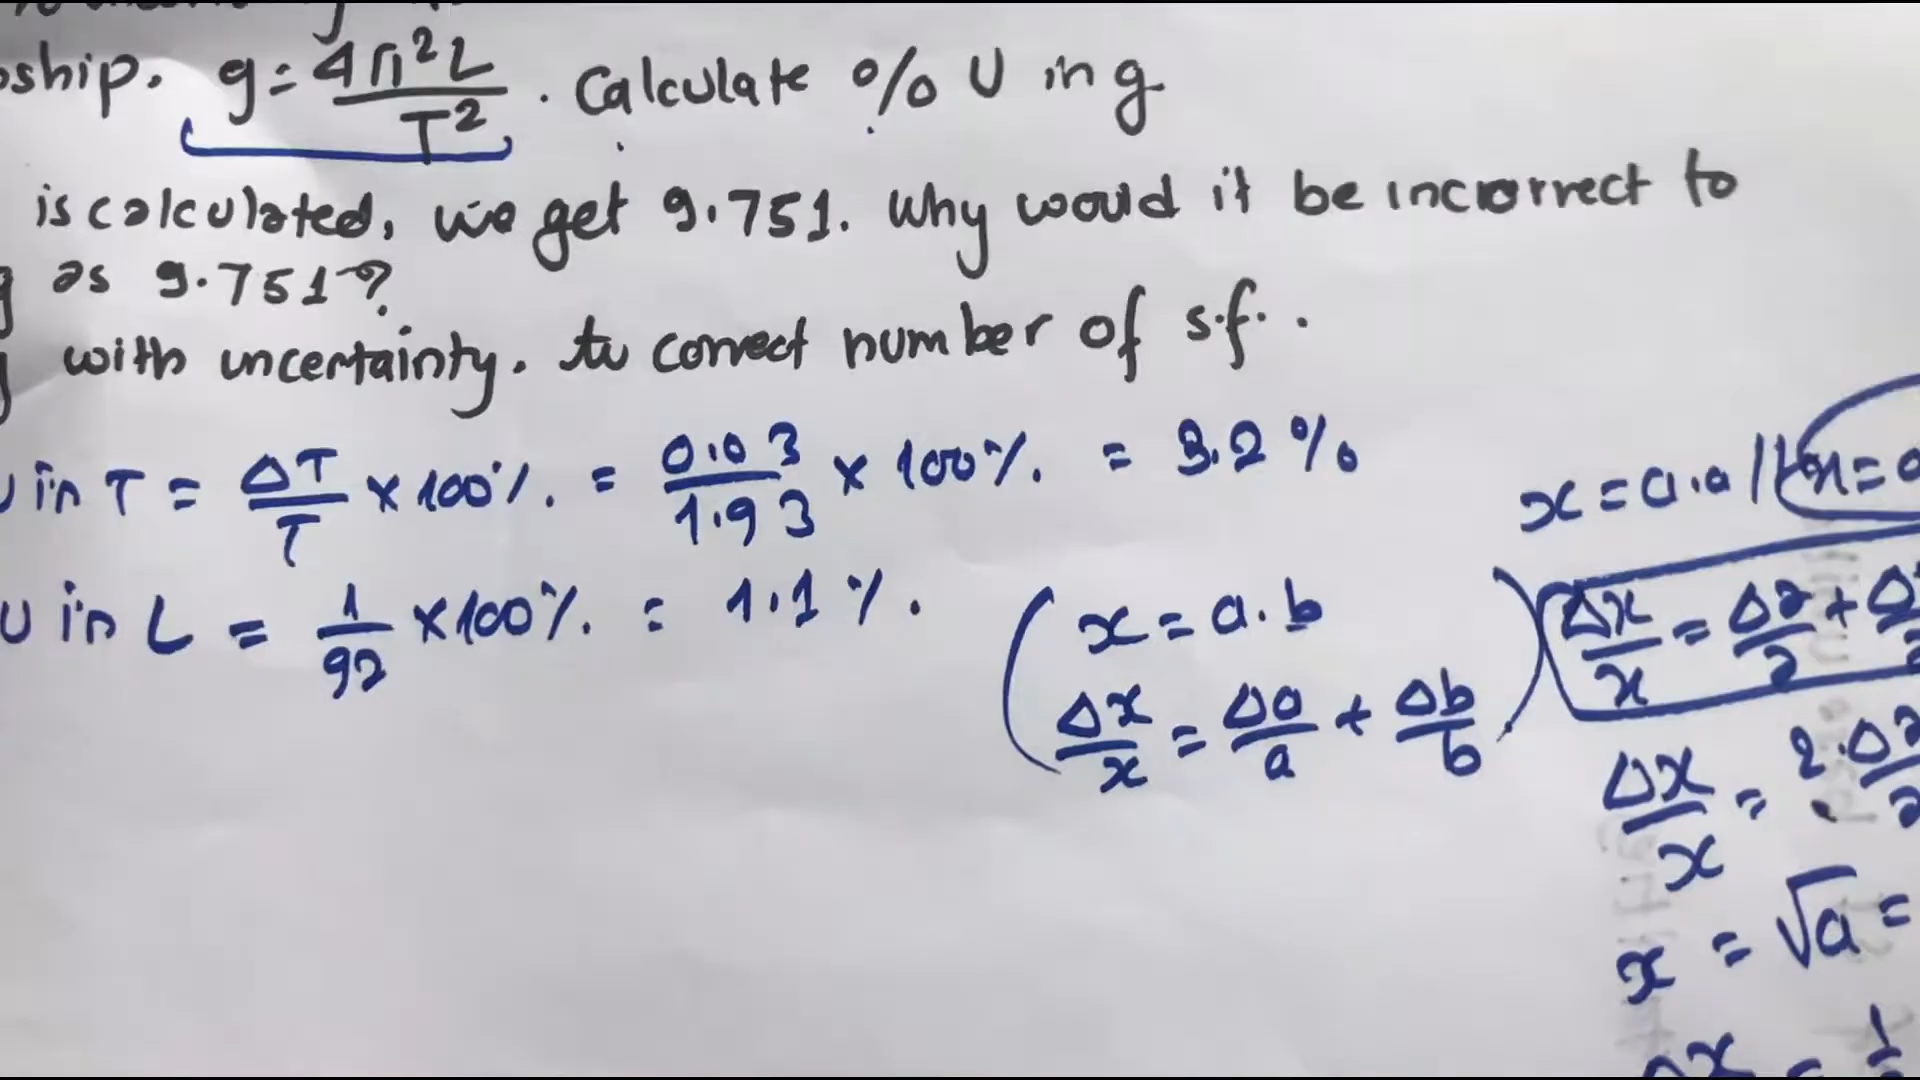 ship. g = 4π²L / T² . Calculate % U in g
is calculated, we get 9.751. Why would it be incorrect to
as 9.751?
with uncertainty. to correct number of s.f..
U in T = ΔT/T × 100%. = 0.03/1.93 × 100%. = 3.2%
x = a.a
U in L = 1/92 × 100%. = 1.1%.
x = a.b
Δx/x = Δa/a + Δb/b
Δx/x = Δa/a +
Δx/x = 2.Δa/a
x = √a =